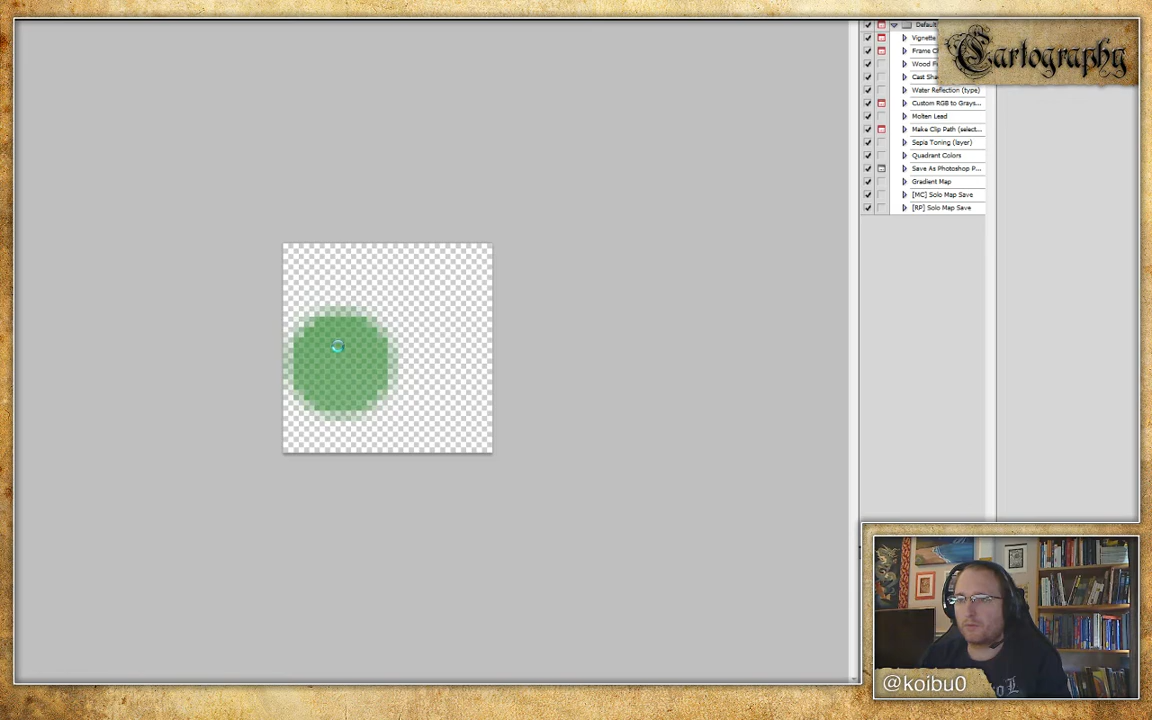 Default
Cartography
Vignette
Frame C
Wood F
Cast Sha
Water Reflection (type)
Custom RGB to Grays...
Molten Lead
Make Clip Path (select...
Sepia Toning (layer)
Quadrant Colors
Save As Photoshop P...
Gradient Map
[MC] Solo Map Save
[RP] Solo Map Save
@koibu0